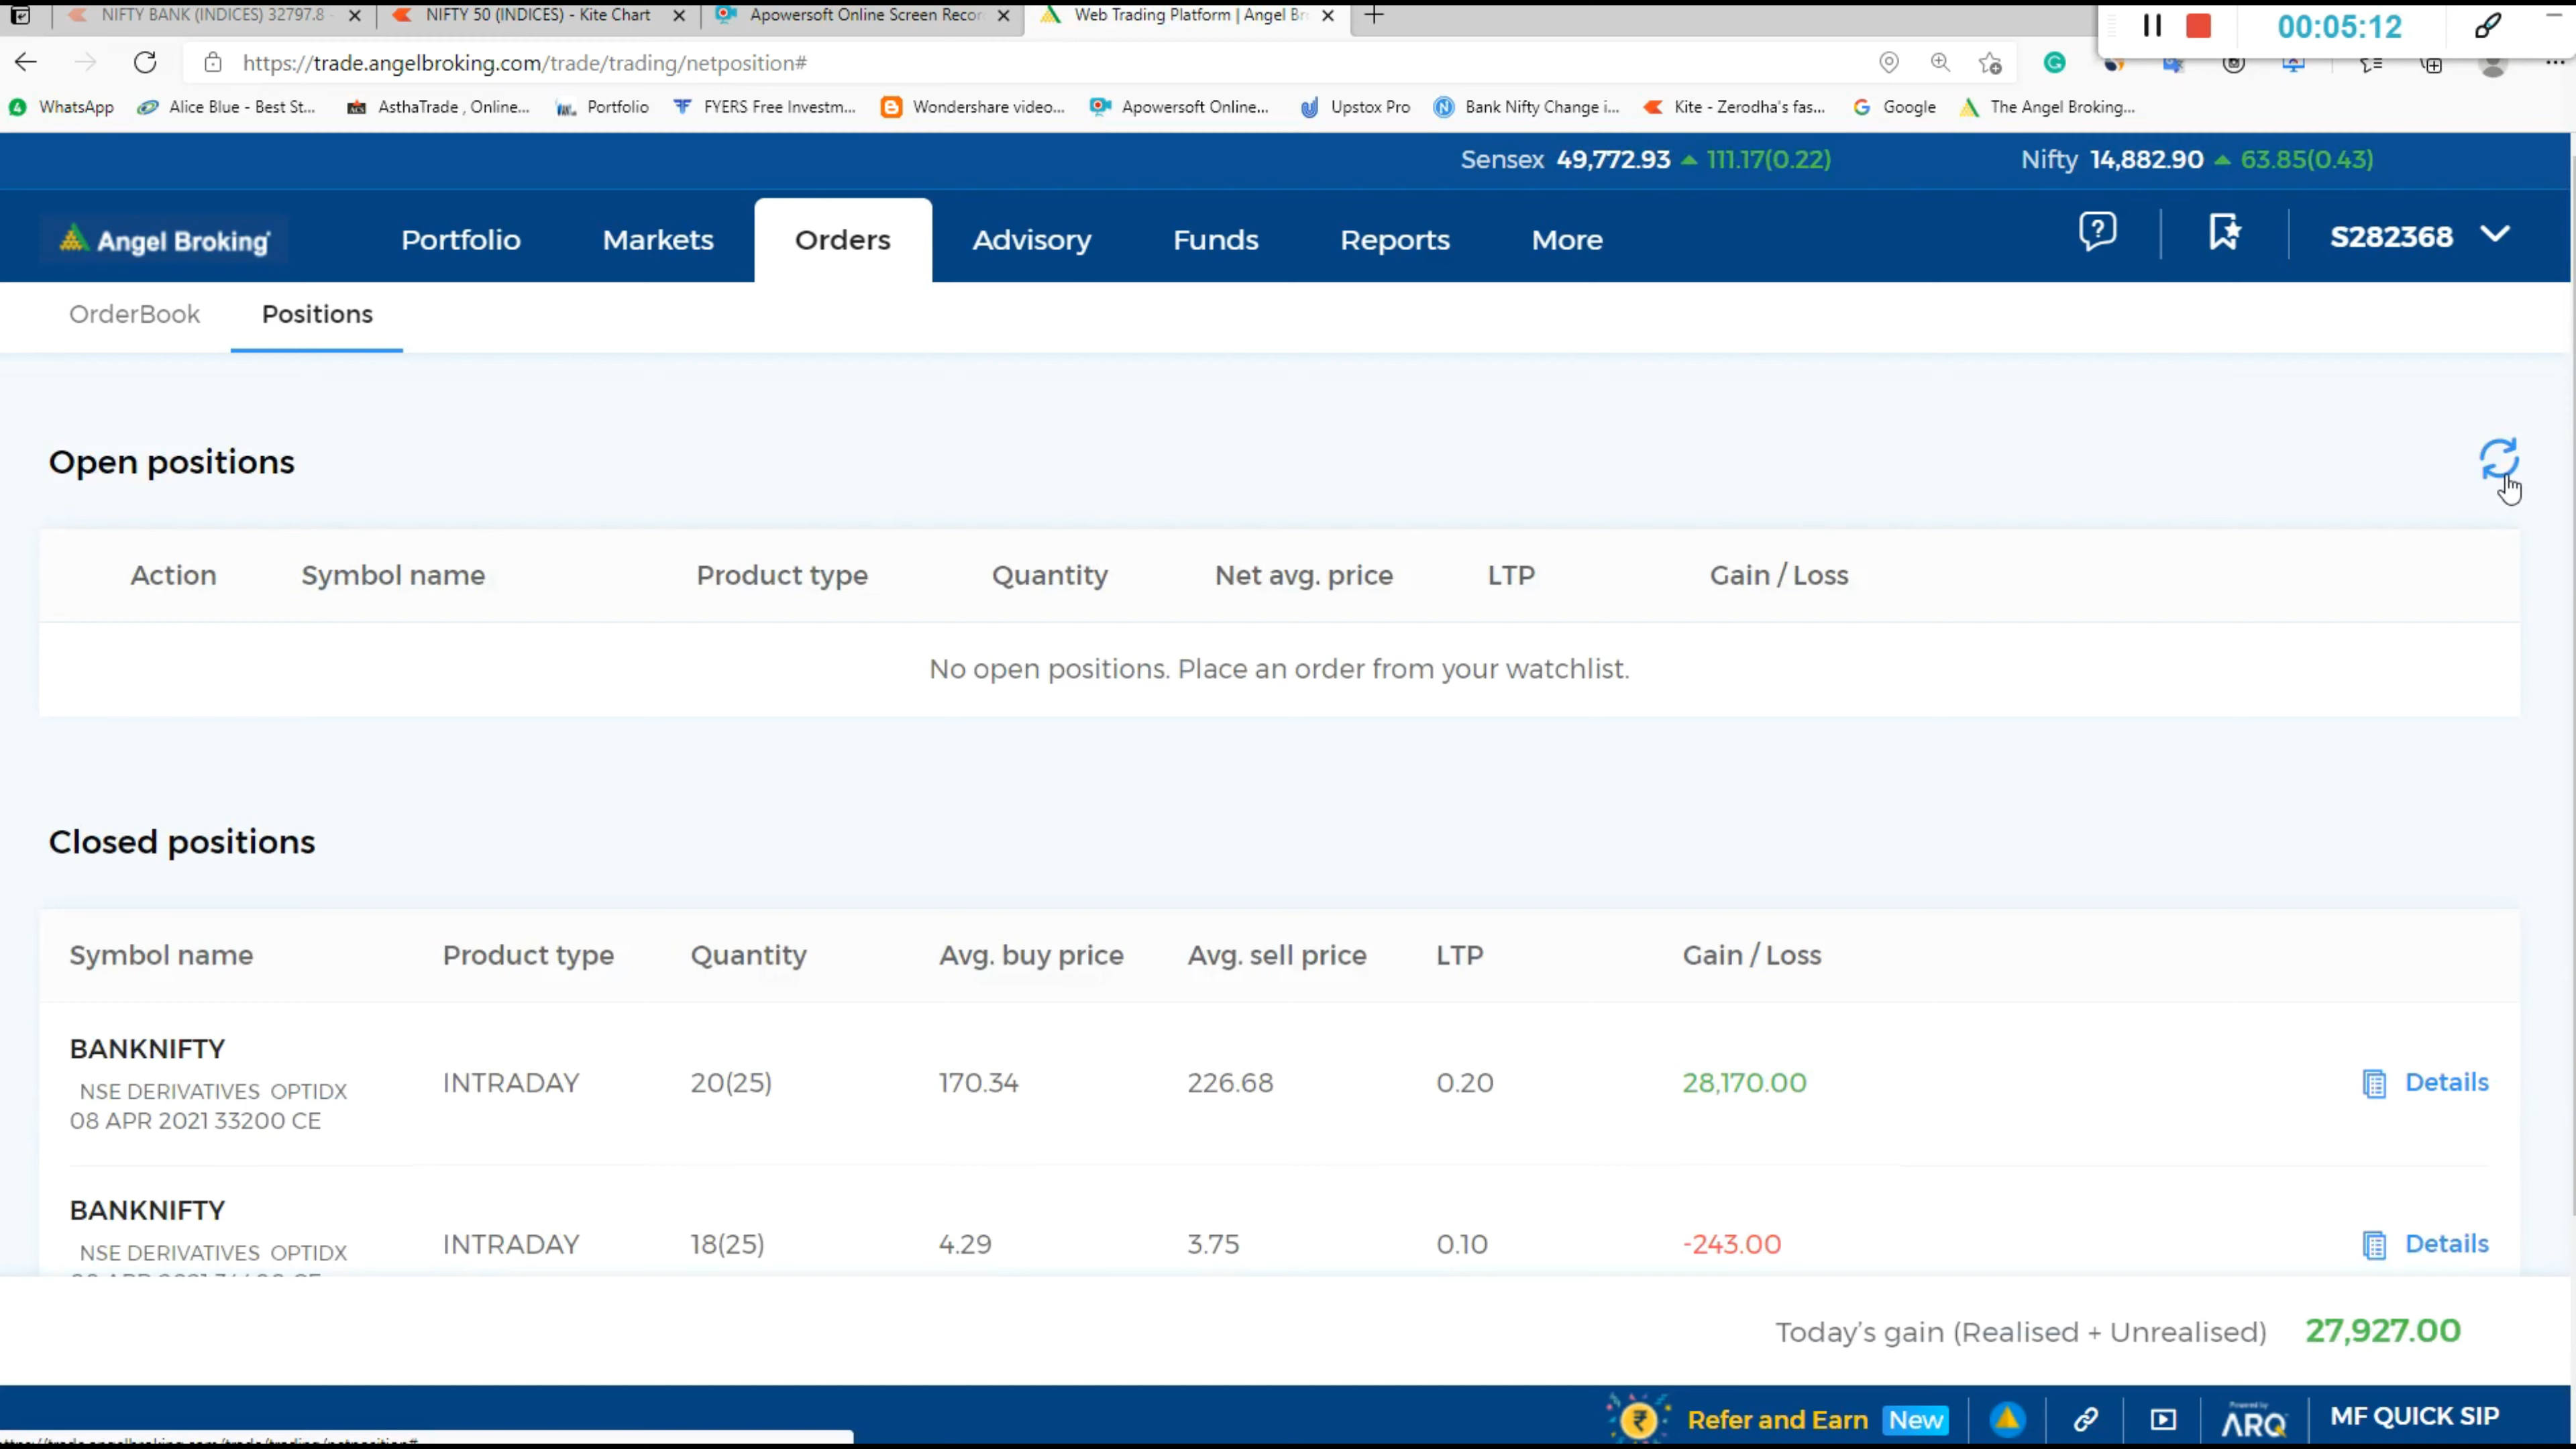 NIFTY BANK (INDICES) 32797.8 NIFTY 50 (INDICES) - Kite Chart Apowersoft Online Screen Recor Web Trading Platform | Angel Br
00:05:12
https://trade.angelbroking.com/trade/trading/netposition#
WhatsApp Alice Blue - Best St... AsthaTrade , Online... Portfolio FYERS Free Investm... Wondershare video... Apowersoft Online... Upstox Pro Bank Nifty Change i... Kite - Zerodha's fas... Google The Angel Broking...
Sensex 49,772.93 111.17(0.22) Nifty 14,882.90 63.85(0.43)
Angel Broking Portfolio Markets Orders Advisory Funds Reports More S282368
OrderBook Positions
Open positions
Action Symbol name Product type Quantity Net avg. price LTP Gain / Loss
No open positions. Place an order from your watchlist.
Closed positions
Symbol name Product type Quantity Avg. buy price Avg. sell price LTP Gain / Loss
BANKNIFTY
NSE DERIVATIVES OPTIDX
08 APR 2021 33200 CE
INTRADAY 20(25) 170.34 226.68 0.20 28,170.00 Details
BANKNIFTY
NSE DERIVATIVES OPTIDX
INTRADAY 18(25) 4.29 3.75 0.10 -243.00 Details
Today's gain (Realised + Unrealised) 27,927.00
Refer and Earn New Powered by ARQ MF QUICK SIP